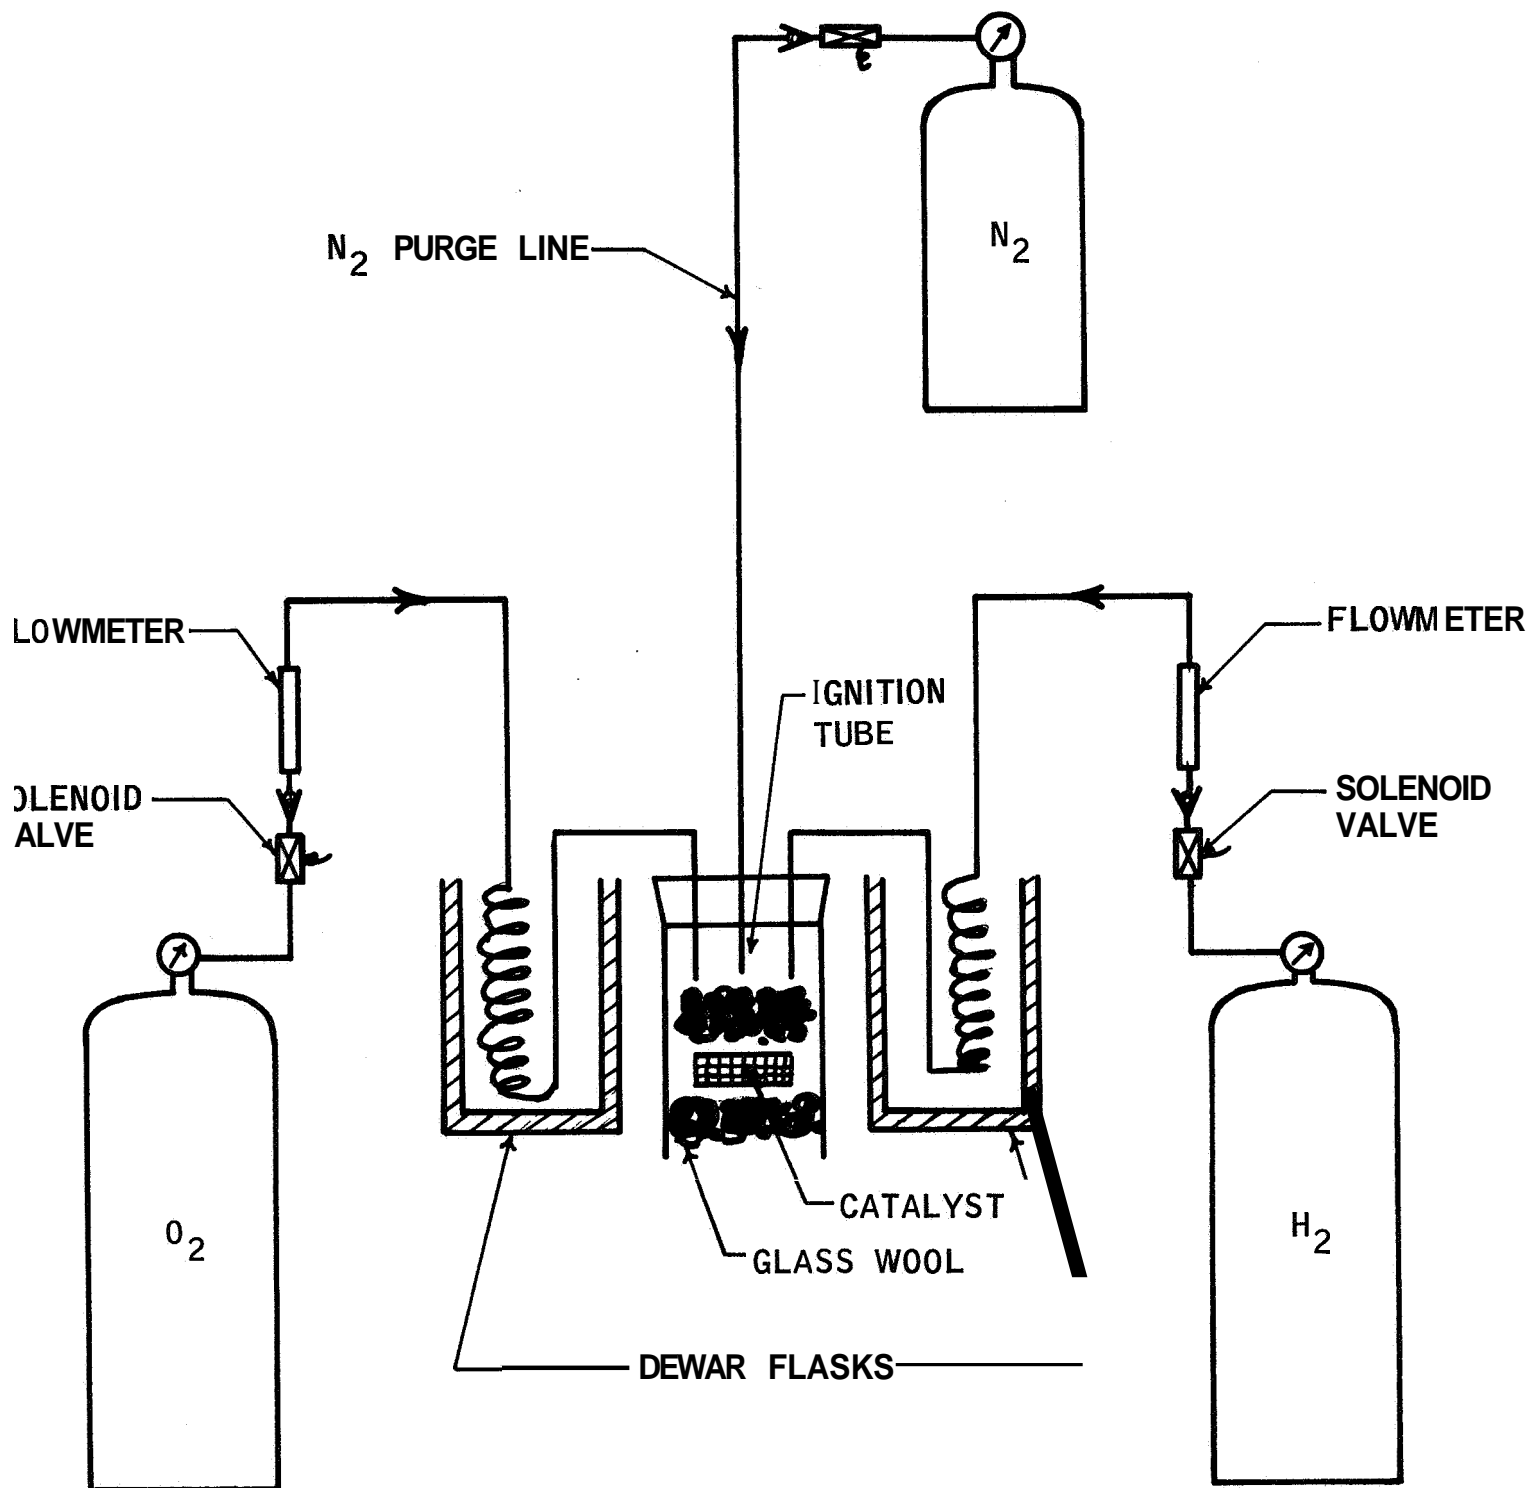 N2 PURGE LINE
N2
LOWMETER
FLOWMETER
IGNITION
TUBE
OLENOID
ALVE
SOLENOID
VALVE
O2
H2
CATALYST
GLASS WOOL
DEWAR FLASKS